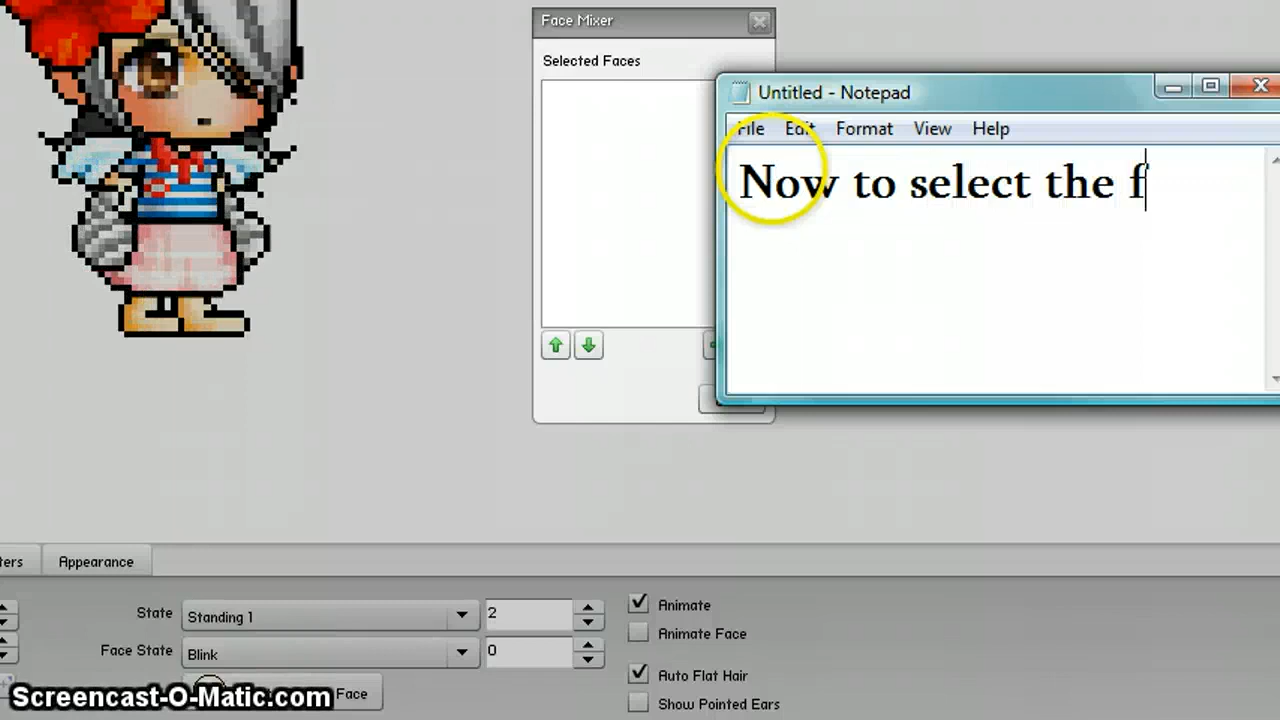 Face Mixer
Selected Faces
Untitled - Notepad
File Edit Format View Help
Now to select the f
ters Appearance
State Standing 1 2
Face State Blink 0
Face
Animate
Animate Face
Auto Flat Hair
Show Pointed Ears
Screencast-O-Matic.com